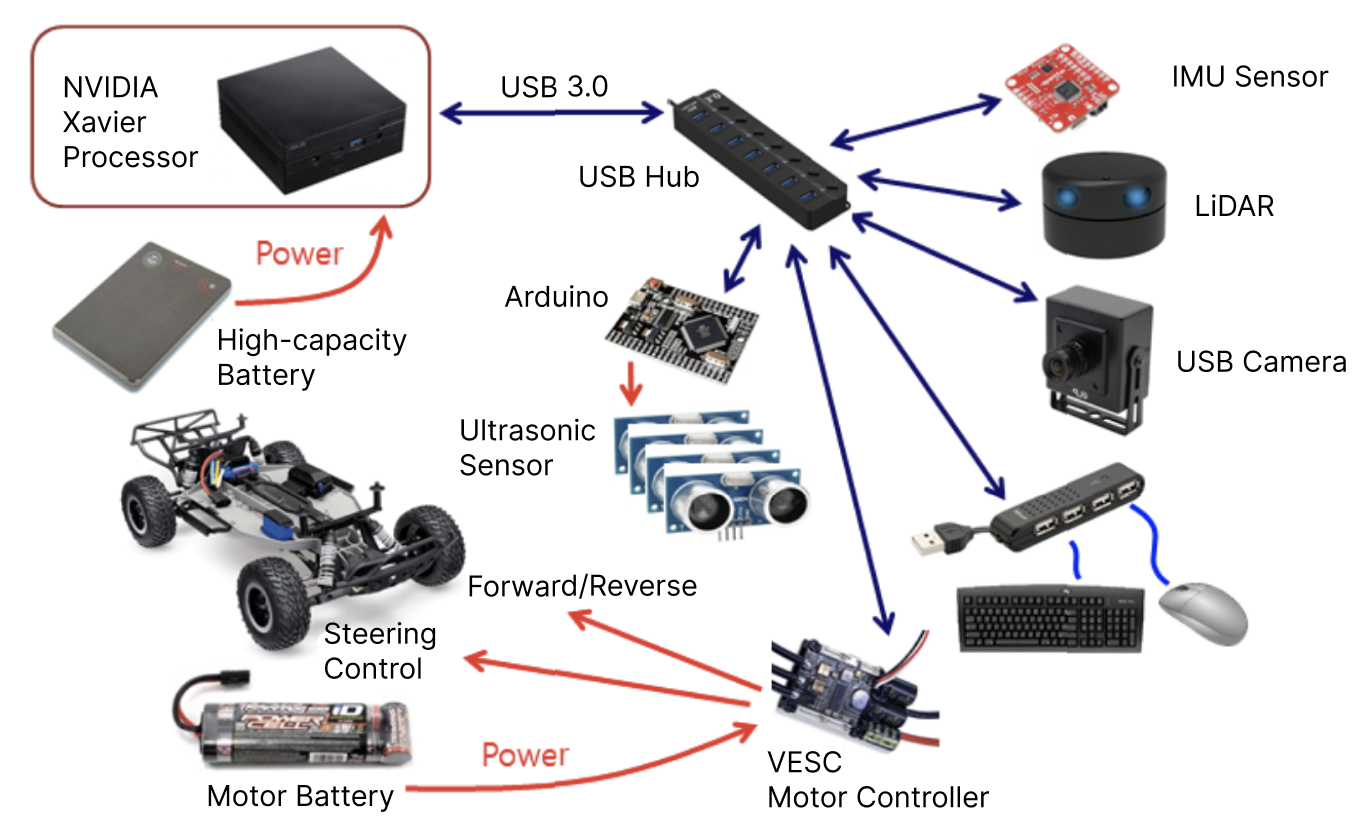 NVIDIA
Xavier
Processor
USB 3.0
USB Hub
IMU Sensor
LiDAR
USB Camera
Power
High-capacity
Battery
Arduino
Ultrasonic
Sensor
Forward/Reverse
Steering
Control
Power
Motor Battery
VESC
Motor Controller